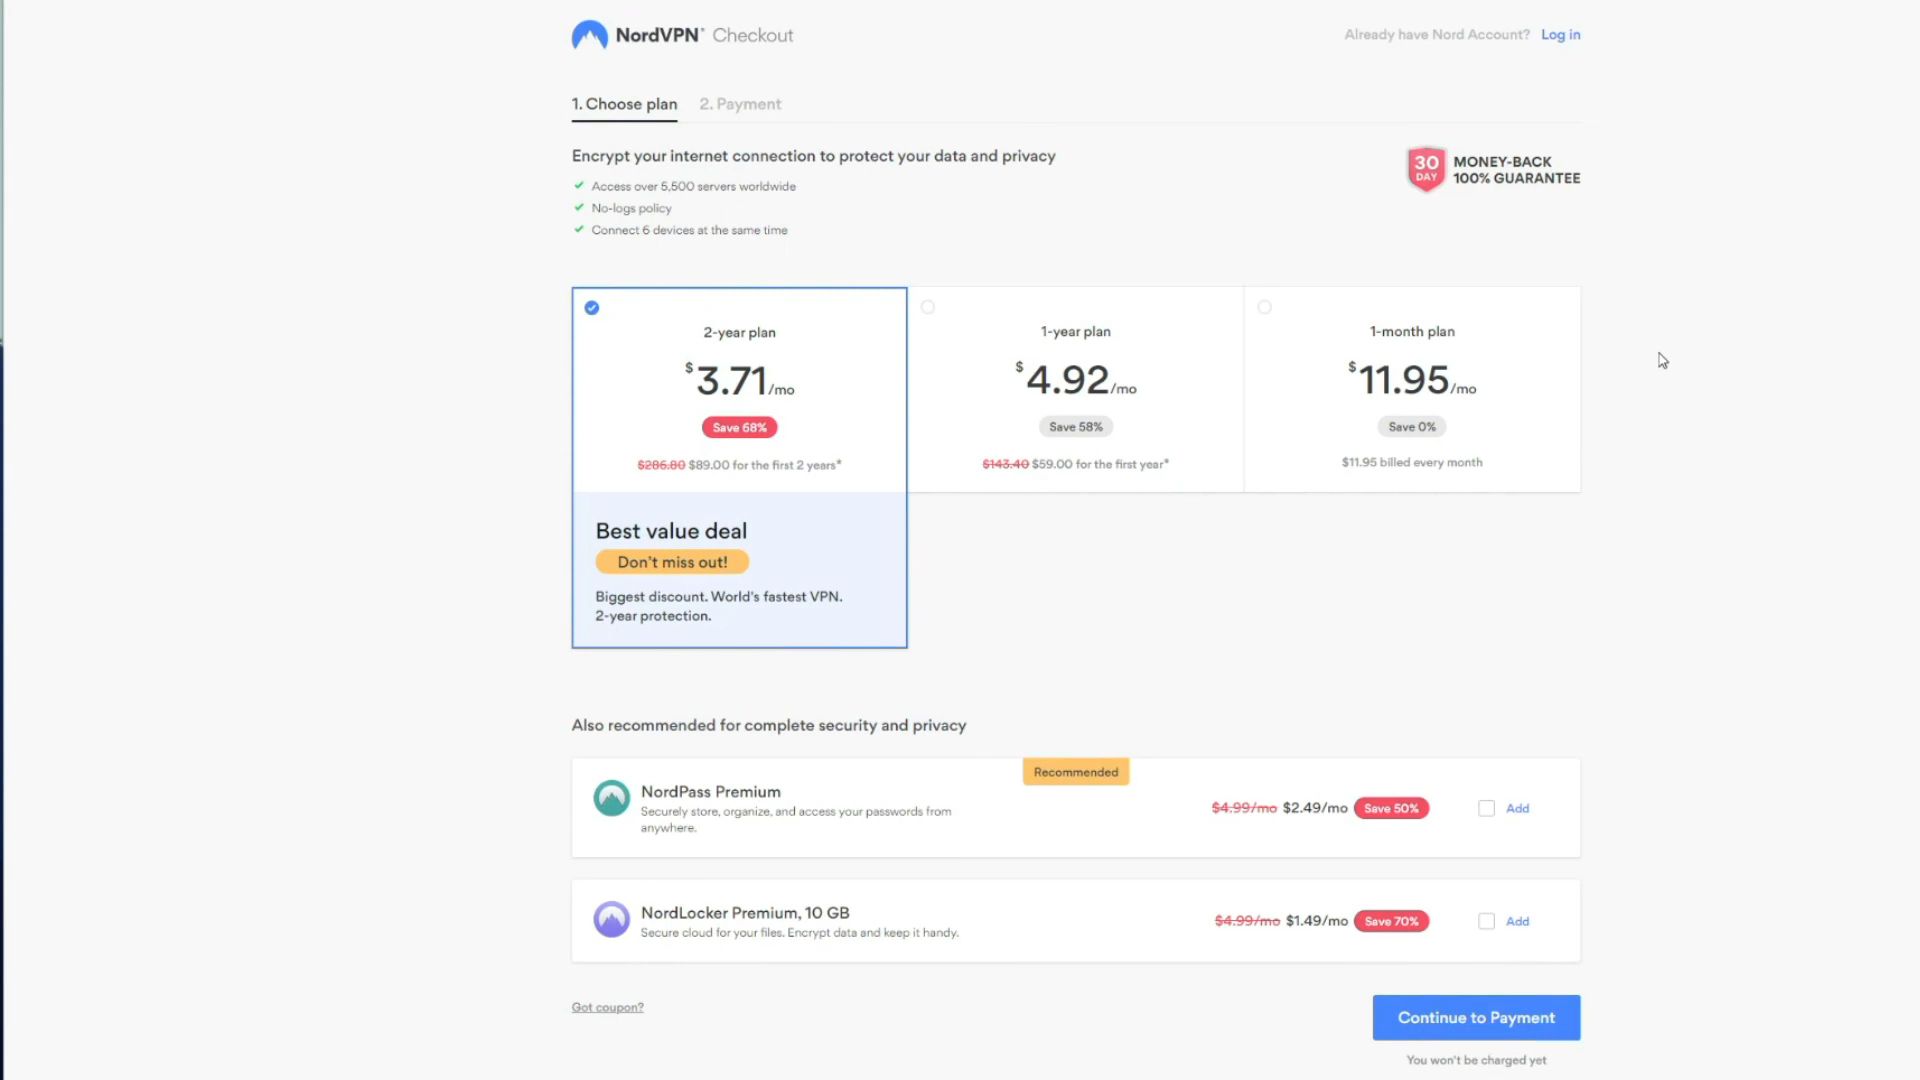 NordVPN® Checkout
Already have Nord Account? Log in
1. Choose plan
2. Payment
Encrypt your internet connection to protect your data and privacy
Access over 5,500 servers worldwide
No-logs policy
Connect 6 devices at the same time
30
DAY
MONEY-BACK
100% GUARANTEE
2-year plan
$3.71/mo
Save 68%
$286.80 $89.00 for the first 2 years*
Best value deal
Don't miss out!
Biggest discount. World's fastest VPN.
2-year protection.
1-year plan
$4.92/mo
Save 58%
$143.40 $59.00 for the first year*
1-month plan
$11.95/mo
Save 0%
$11.95 billed every month
Also recommended for complete security and privacy
Recommended
NordPass Premium
Securely store, organize, and access your passwords from
anywhere.
$4.99/mo $2.49/mo Save 50%
Add
NordLocker Premium, 10 GB
Secure cloud for your files. Encrypt data and keep it handy.
$4.99/mo $1.49/mo Save 70%
Add
Got coupon?
Continue to Payment
You won't be charged yet